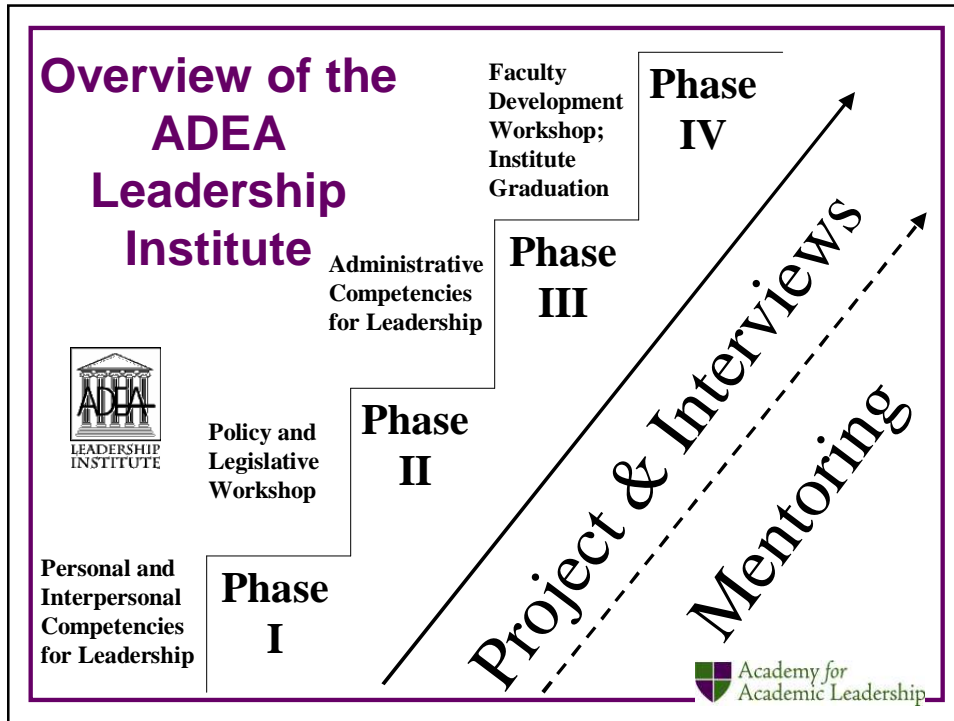 Overview of the
ADEA
Leadership
Institute
Faculty
Development
Workshop;
Institute
Graduation
Phase
IV
Administrative
Competencies
for Leadership
Phase
III
ADEA
LEADERSHIP
INSTITUTE
Policy and
Legislative
Workshop
Phase
II
Personal and
Interpersonal
Competencies
for Leadership
Phase
I
Project & Interviews
Mentoring
Academy for
Academic Leadership